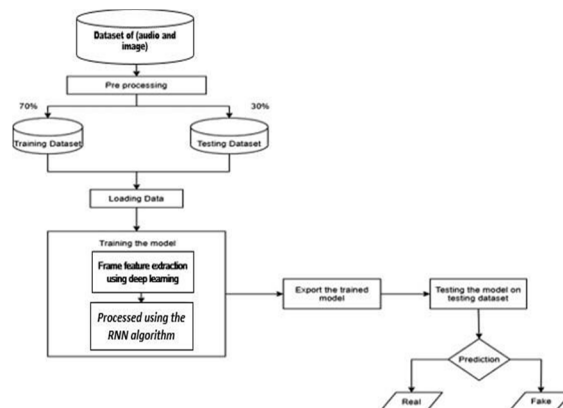 Dataset of (audio and
image)
Pre processing
70%
30%
Training Dataset
Testing Dataset
Loading Data
Training the model
Frame feature extraction
using deep learning
Processed using the
RNN algorithm
Export the trained
model
Testing the model on
testing dataset
Prediction
Real
Fake